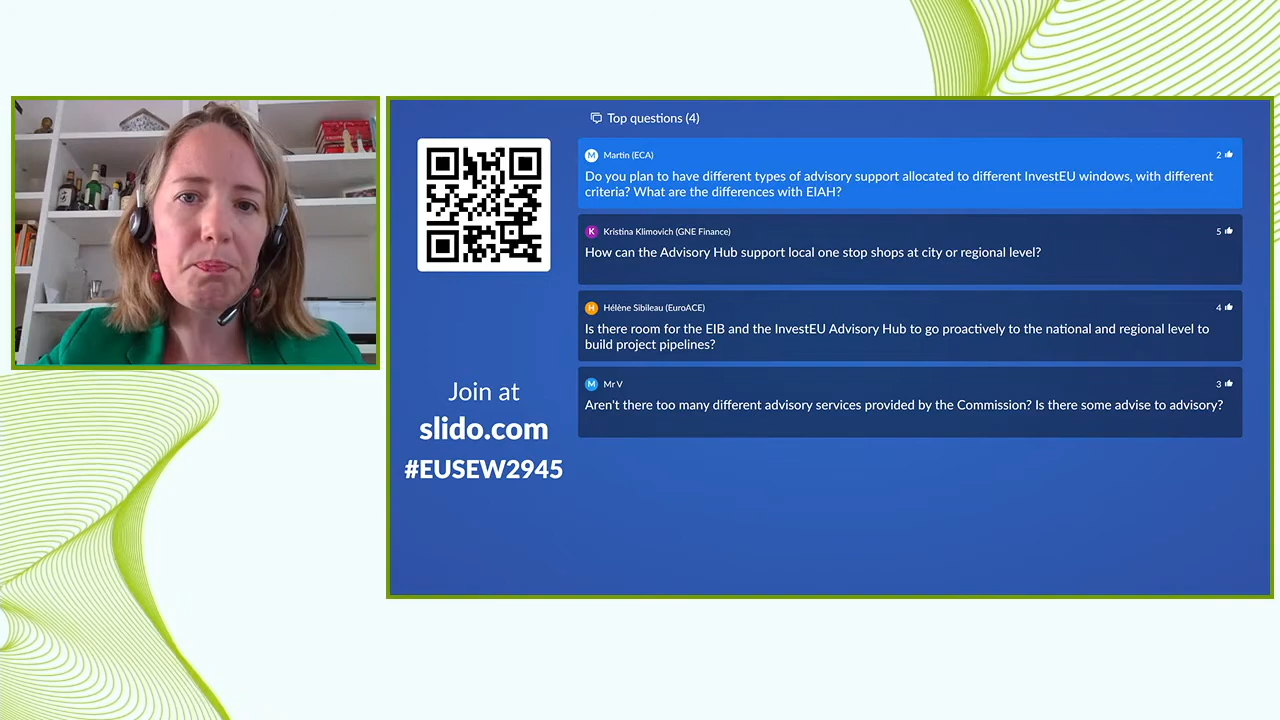 Top questions (4)
M Martin (ECA) 2
Do you plan to have different types of advisory support allocated to different InvestEU windows, with different
criteria? What are the differences with EIAH?
K Kristina Klimovich (GNE Finance) 5
How can the Advisory Hub support local one stop shops at city or regional level?
H Hélène Sibileau (EuroACE) 4
Is there room for the EIB and the InvestEU Advisory Hub to go proactively to the national and regional level to
build project pipelines?
M Mr V 3
Aren't there too many different advisory services provided by the Commission? Is there some advise to advisory?
Join at
slido.com
#EUSEW2945